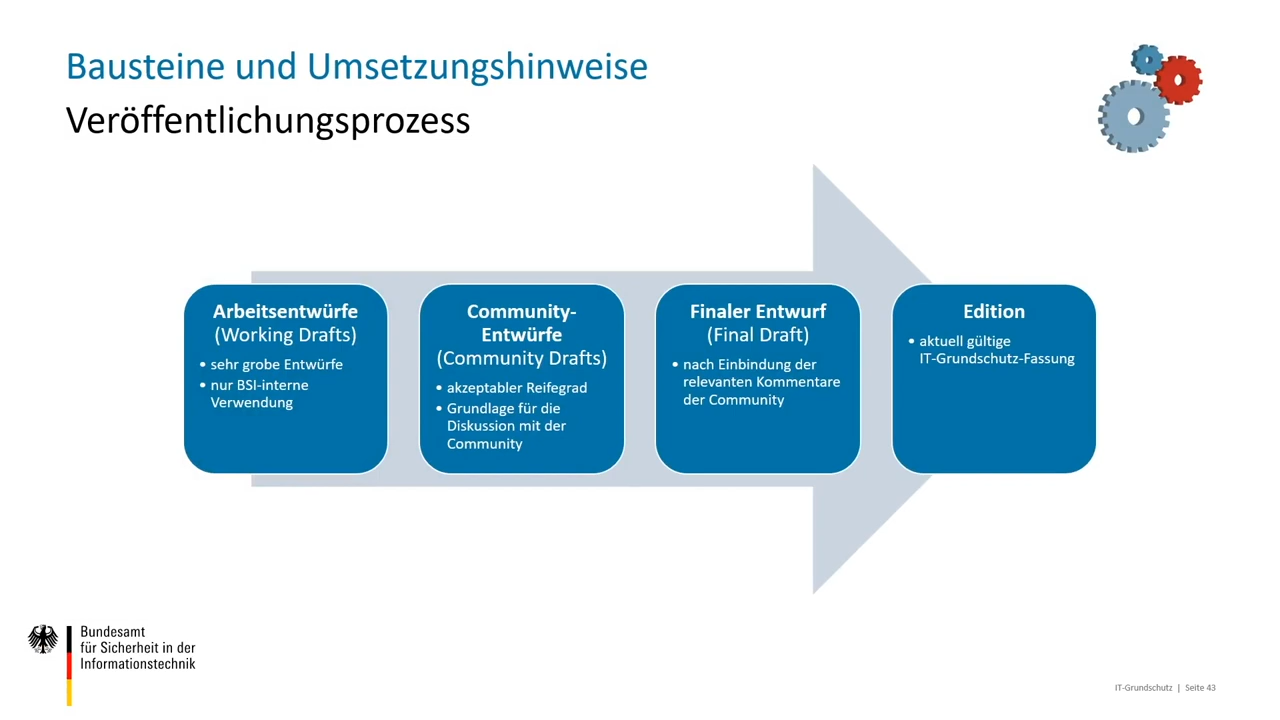 Bausteine und Umsetzungshinweise
Veröffentlichungsprozess
Arbeitsentwürfe
(Working Drafts)
• sehr grobe Entwürfe
• nur BSI-interne
Verwendung
Community-
Entwürfe
(Community Drafts)
• akzeptabler Reifegrad
• Grundlage für die
Diskussion mit der
Community
Finaler Entwurf
(Final Draft)
• nach Einbindung der
relevanten Kommentare
der Community
Edition
• aktuell gültige
IT-Grundschutz-Fassung
Bundesamt
für Sicherheit in der
Informationstechnik
IT-Grundschutz | Seite 43